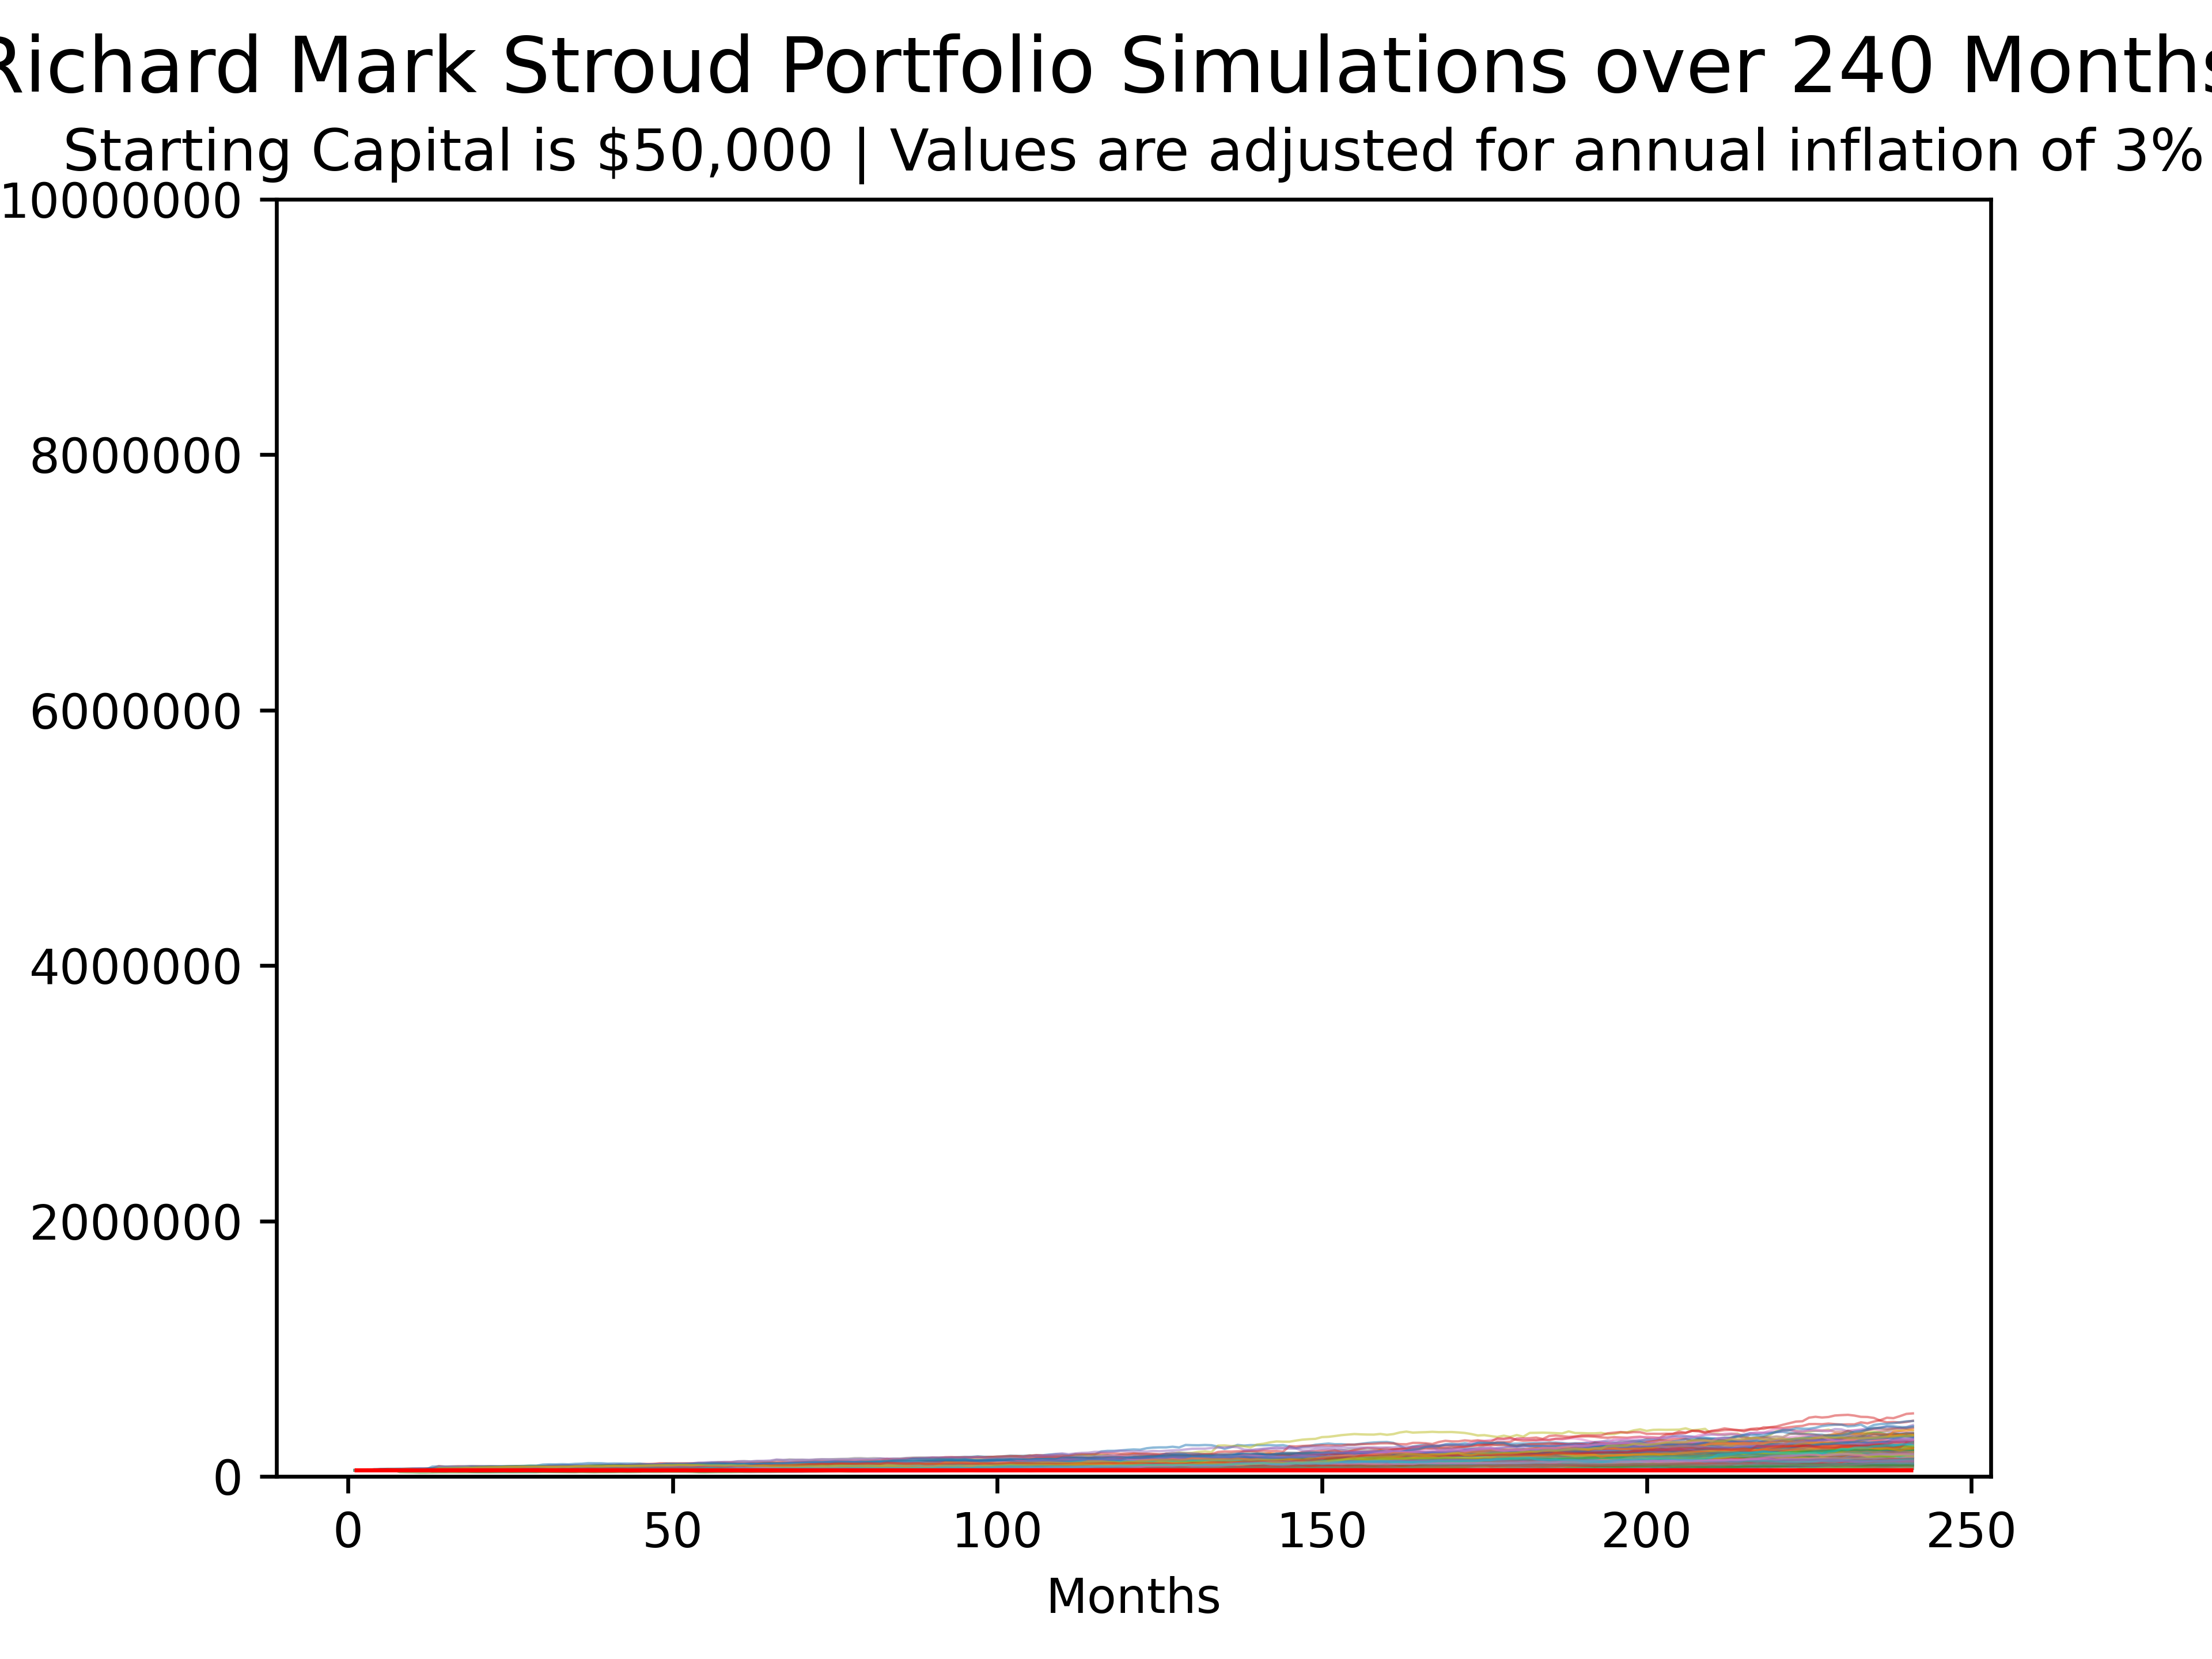 Richard Mark Stroud Portfolio Simulations over 240 Months
Starting Capital is $50,000 | Values are adjusted for annual inflation of 3%
10000000
8000000
6000000
4000000
2000000
0
0 50 100 150 200 250
Months